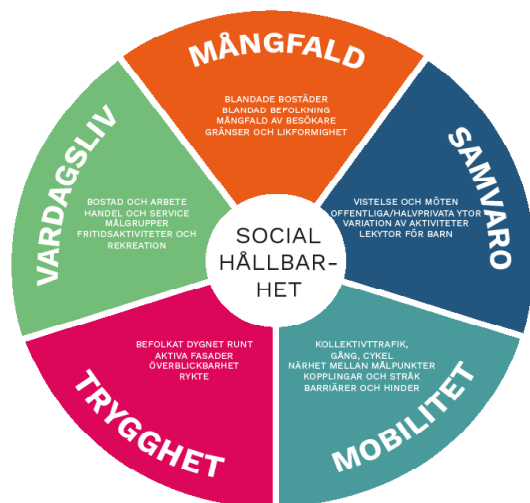 MÅNGFALD
BLANDADE BOSTÄDER
BLANDAD BEFOLKNING
MÅNGFALD AV BESÖKARE
GRÄNSER OCH LIKFORMIGHET
SAMVARO
VISTELSE OCH MÖTEN
OFFENTLIGA/HALVPRIVATA YTOR
VARIATION AV AKTIVITETER
LEKYTOR FÖR BARN
MOBILITET
KOLLEKTIVTTRAFIK,
GÅNG, CYKEL
NÄRHET MELLAN MÅLPUNKTER
KOPPLINGAR OCH STRÅK
BARRIÄRER OCH HINDER
TRYGGHET
BEFOLKAT DYGNET RUNT
AKTIVA FASADER
ÖVERBLICKBARHET
RYKTE
VARDAGSLIV
BOSTAD OCH ARBETE
HANDEL OCH SERVICE
MÅLGRUPPER
FRITIDSAKTIVITETER OCH
REKREATION
SOCIAL
HÅLLBAR-
HET